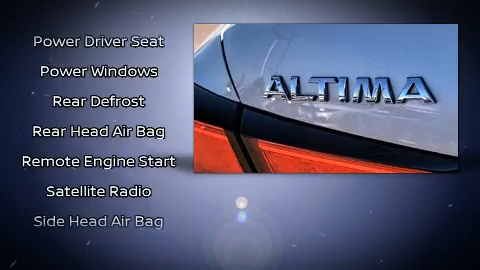 Power Driver Seat
Power Windows
Rear Defrost
Rear Head Air Bag
Remote Engine Start
Satellite Radio
Side Head Air Bag
ALTIMA